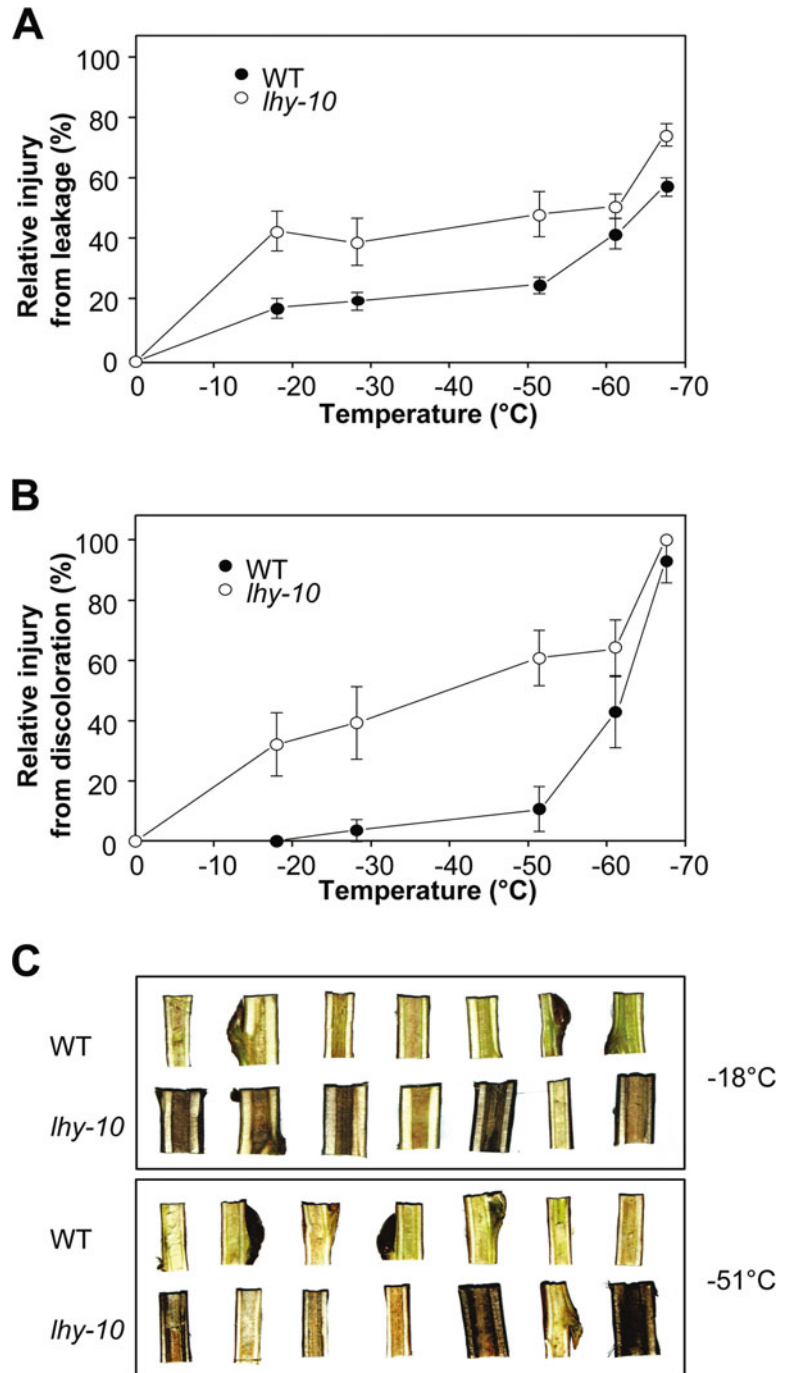 A
100
80
60
40
20
0
Relative injury
from leakage (%)
WT
lhy-10
0 -10 -20 -30 -40 -50 -60 -70
Temperature (°C)
B
100
80
60
40
20
0
Relative injury
from discoloration (%)
WT
lhy-10
0 -10 -20 -30 -40 -50 -60 -70
Temperature (°C)
C
WT
lhy-10
-18°C
WT
lhy-10
-51°C